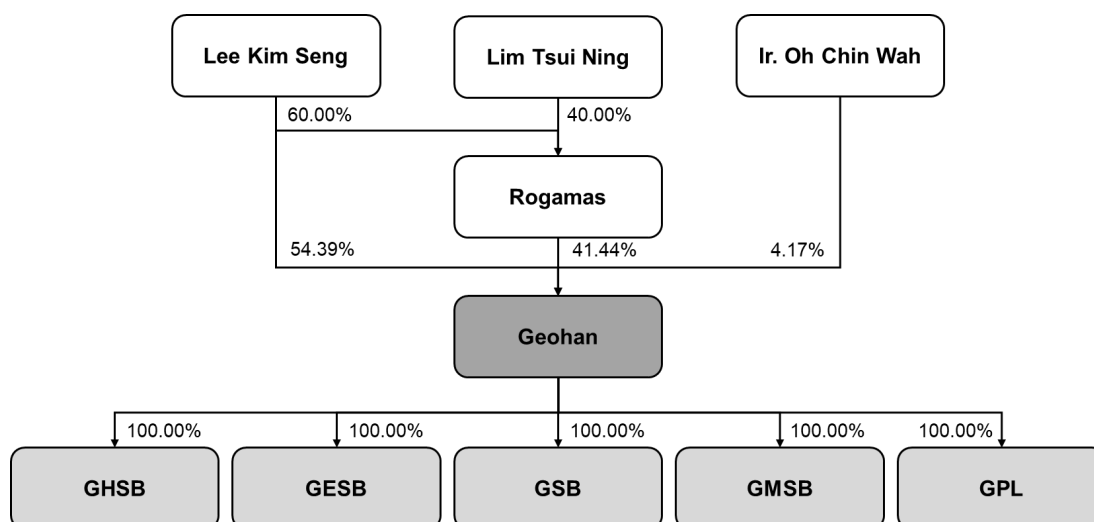 Lee Kim Seng
Lim Tsui Ning
Ir. Oh Chin Wah
60.00%
40.00%
Rogamas
54.39%
41.44%
4.17%
Geohan
100.00%
100.00%
100.00%
100.00%
100.00%
GHSB
GESB
GSB
GMSB
GPL